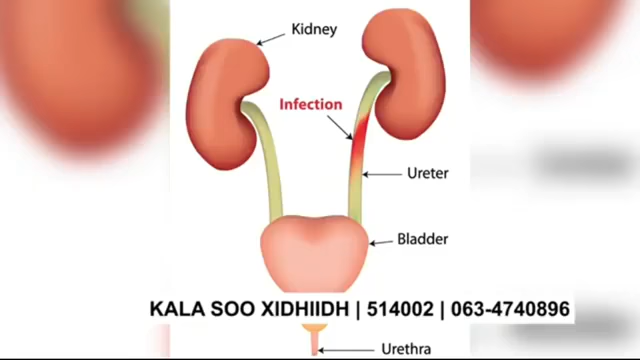 Kidney
Infection
Ureter
Bladder
KALA SOO XIDHIIDH | 514002 | 063-4740896
Urethra